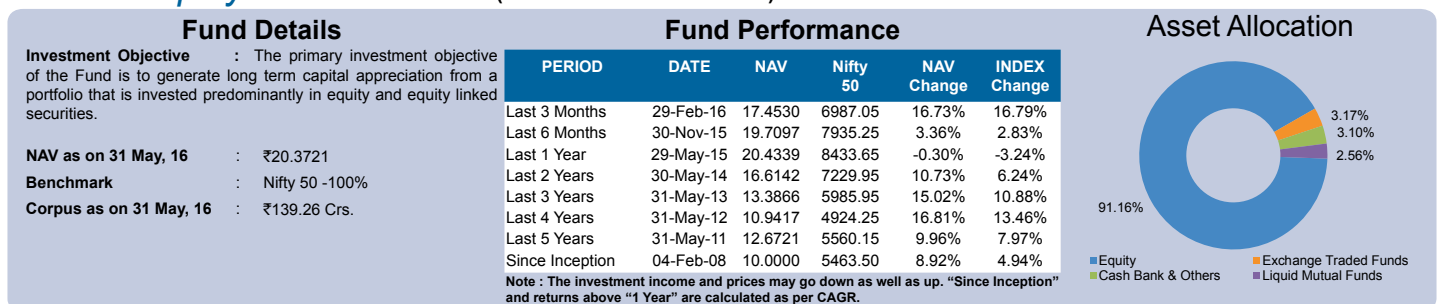 Fund Details
Investment Objective : The primary investment objective
of the Fund is to generate long term capital appreciation from a
portfolio that is invested predominantly in equity and equity linked
securities.
NAV as on 31 May, 16 : ₹20.3721
Benchmark : Nifty 50 -100%
Corpus as on 31 May, 16 : ₹139.26 Crs.
Fund Performance
PERIOD DATE NAV Nifty 50 NAV Change INDEX Change
Last 3 Months 29-Feb-16 17.4530 6987.05 16.73% 16.79%
Last 6 Months 30-Nov-15 19.7097 7935.25 3.36% 2.83%
Last 1 Year 29-May-15 20.4339 8433.65 -0.30% -3.24%
Last 2 Years 30-May-14 16.6142 7229.95 10.73% 6.24%
Last 3 Years 31-May-13 13.3866 5985.95 15.02% 10.88%
Last 4 Years 31-May-12 10.9417 4924.25 16.81% 13.46%
Last 5 Years 31-May-11 12.6721 5560.15 9.96% 7.97%
Since Inception 04-Feb-08 10.0000 5463.50 8.92% 4.94%
Note : The investment income and prices may go down as well as up. “Since Inception”
and returns above “1 Year” are calculated as per CAGR.
Asset Allocation
3.17%
3.10%
2.56%
91.16%
Equity Exchange Traded Funds
Cash Bank & Others Liquid Mutual Funds